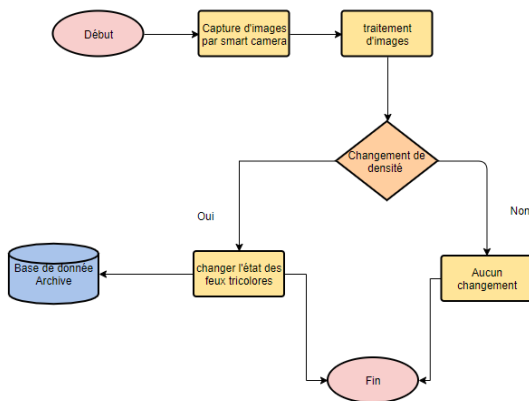 Début
Capture d'images
par smart camera
traitement
d'images
Changement de
densité
Oui
Non
Base de donnée
Archive
changer l'état des
feux tricolores
Aucun
changement
Fin